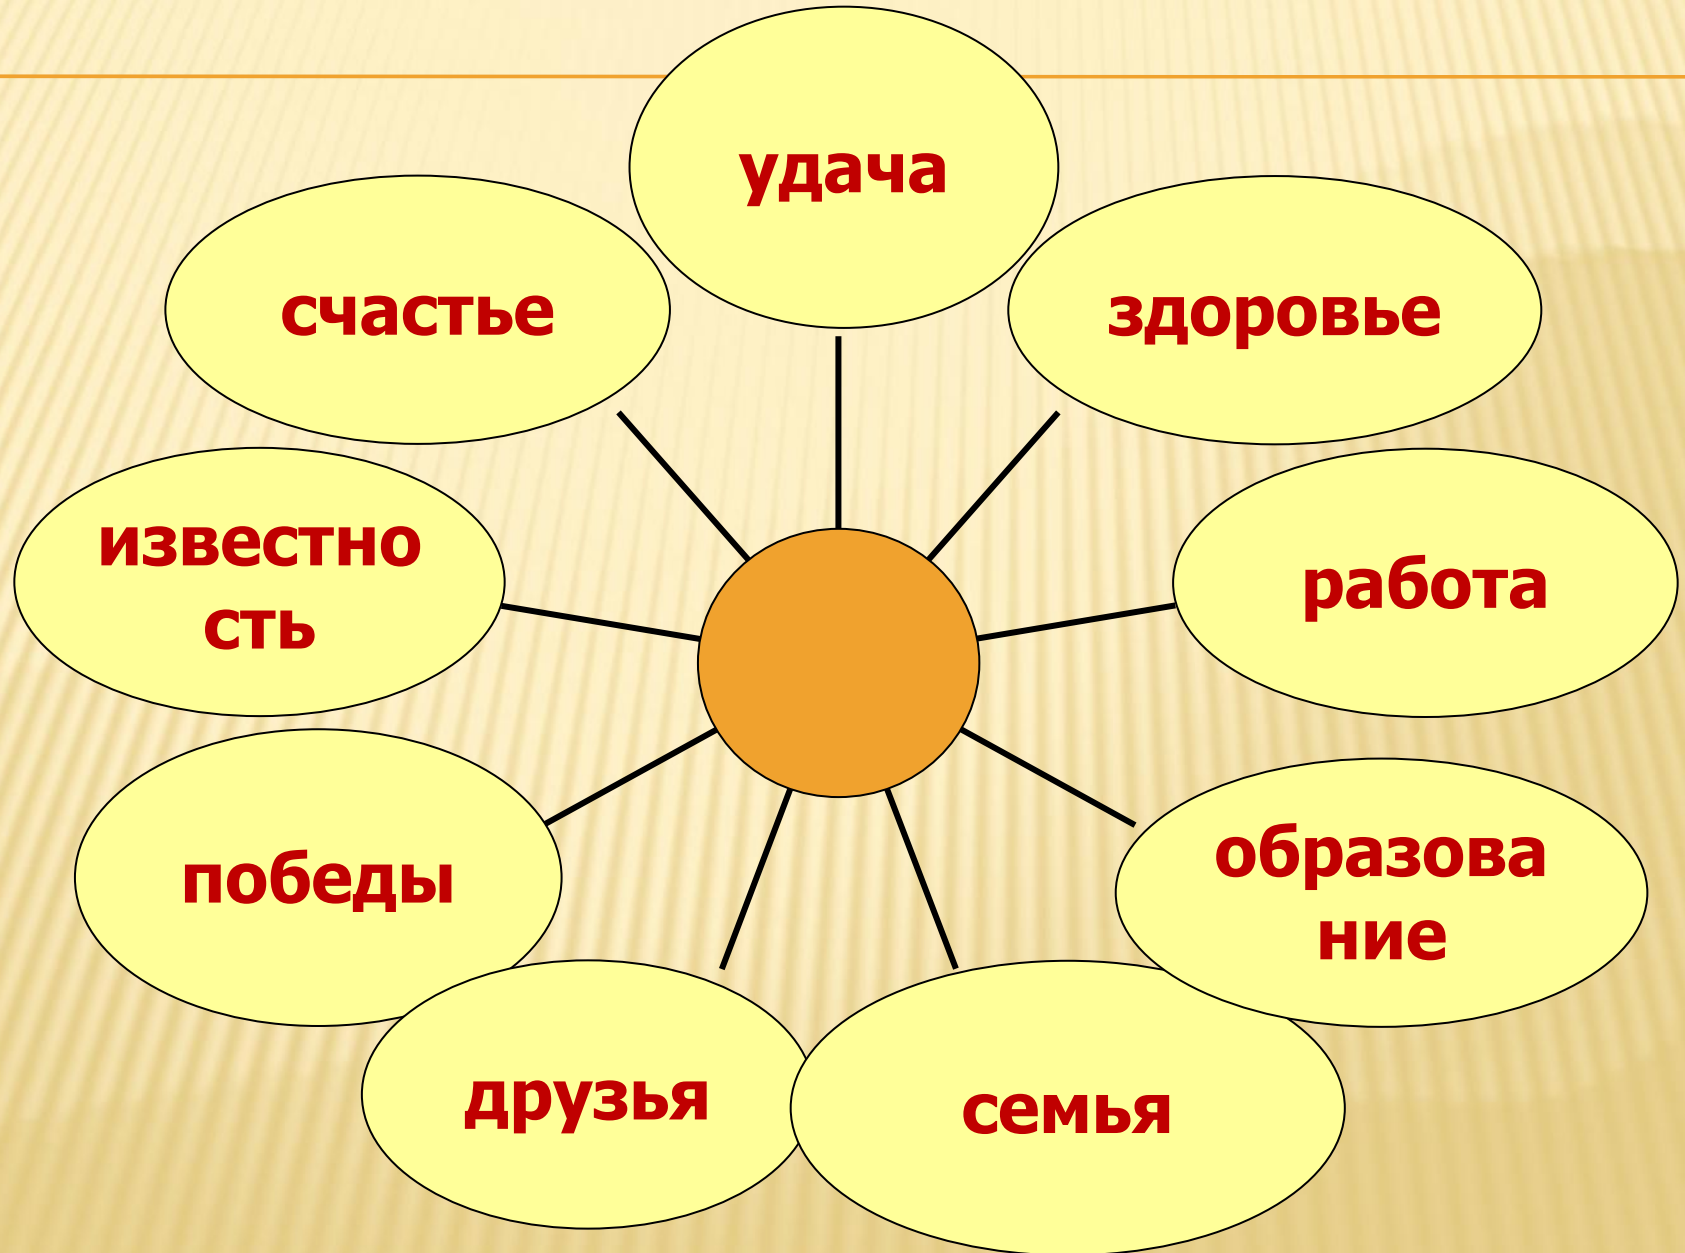 удача
счастье
здоровье
известно
сть
работа
победы
образова
ние
друзья
семья